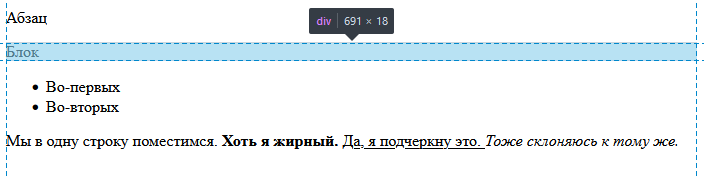 Абзац
div 691 × 18
Блок
Во-первых
Во-вторых
Мы в одну строку поместимся. Хоть я жирный. Да, я подчеркну это. Тоже склоняюсь к тому же.